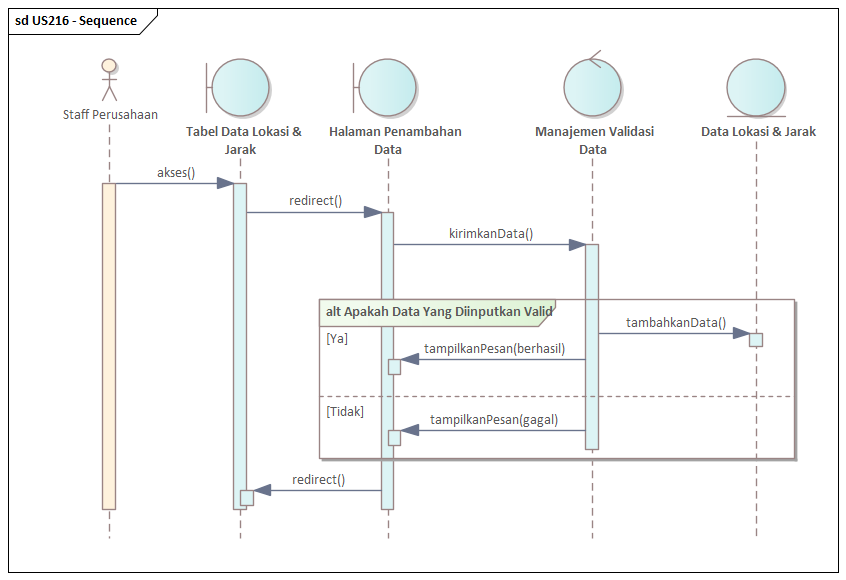 sd US216 - Sequence
Staff Perusahaan
Tabel Data Lokasi &
Jarak
Halaman Penambahan
Data
Manajemen Validasi
Data
Data Lokasi & Jarak
akses()
redirect()
kirimkanData()
alt Apakah Data Yang Diinputkan Valid
tambahkanData()
[Ya]
tampilkanPesan(berhasil)
[Tidak]
tampilkanPesan(gagal)
redirect()